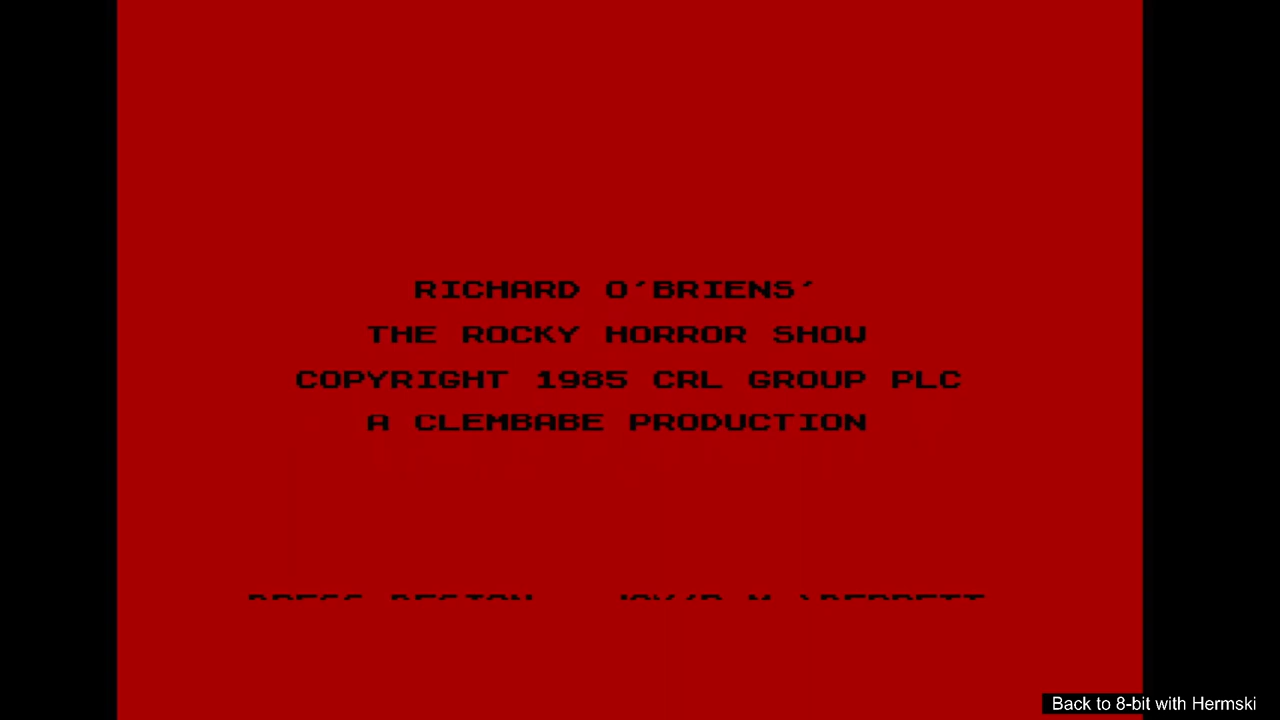 RICHARD O'BRIENS'
THE ROCKY HORROR SHOW
COPYRIGHT 1985 CRL GROUP PLC
A CLEMBABE PRODUCTION
Back to 8-bit with Hermski